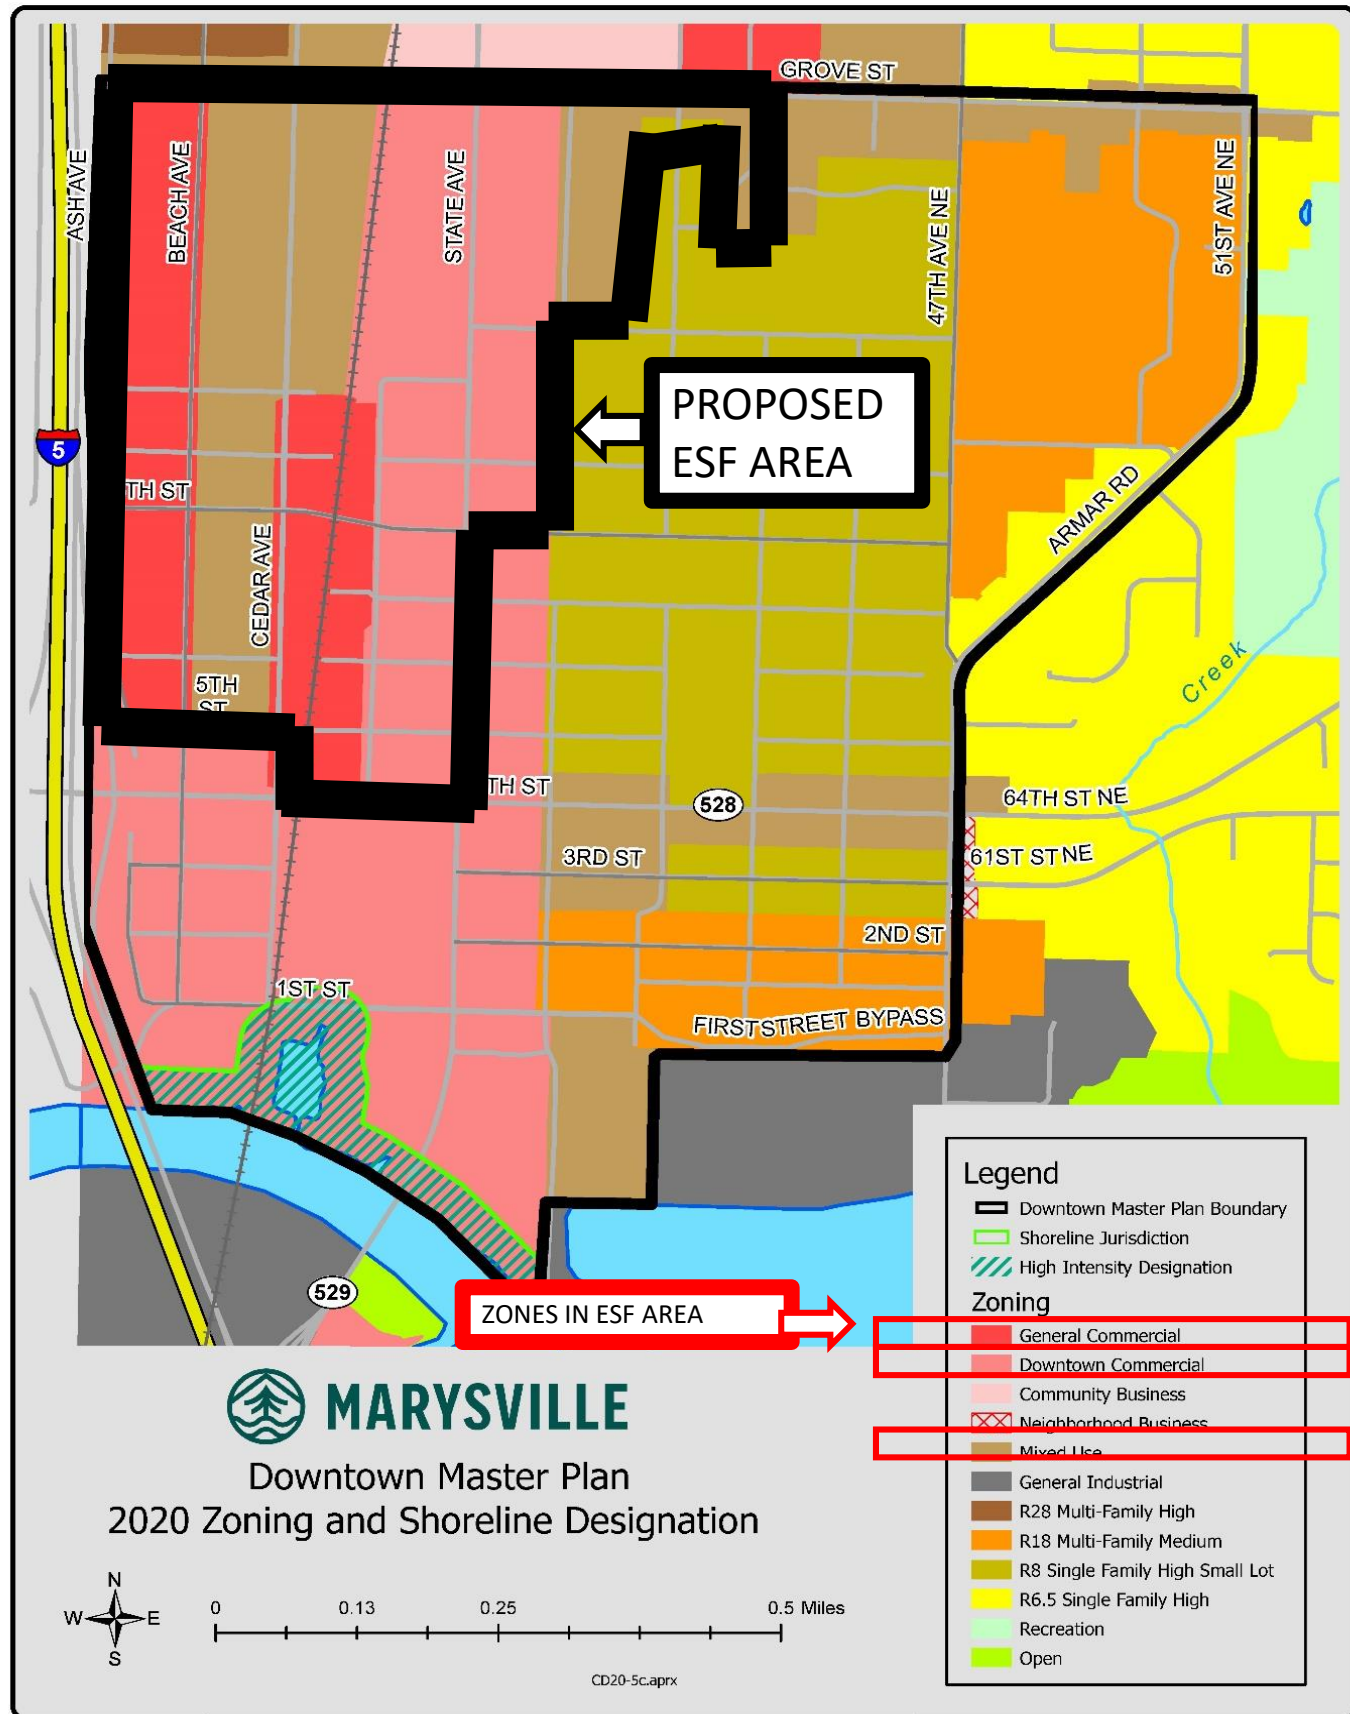 GROVE ST
ASH AVE
BEACH AVE
STATE AVE
47TH AVE NE
51ST AVE NE
PROPOSED
ESF AREA
5
TH ST
ARMAR RD
CEDAR AVE
Creek
5TH
ST
TH ST
528
64TH ST NE
3RD ST
61ST ST NE
2ND ST
1ST ST
FIRST STREET BYPASS
529
ZONES IN ESF AREA
Legend
Downtown Master Plan Boundary
Shoreline Jurisdiction
High Intensity Designation
Zoning
General Commercial
Downtown Commercial
Community Business
Neighborhood Business
Mixed Use
General Industrial
R28 Multi-Family High
R18 Multi-Family Medium
R8 Single Family High Small Lot
R6.5 Single Family High
Recreation
Open
MARYSVILLE
Downtown Master Plan
2020 Zoning and Shoreline Designation
N
W E
S
0 0.13 0.25 0.5 Miles
CD20-5c.aprx